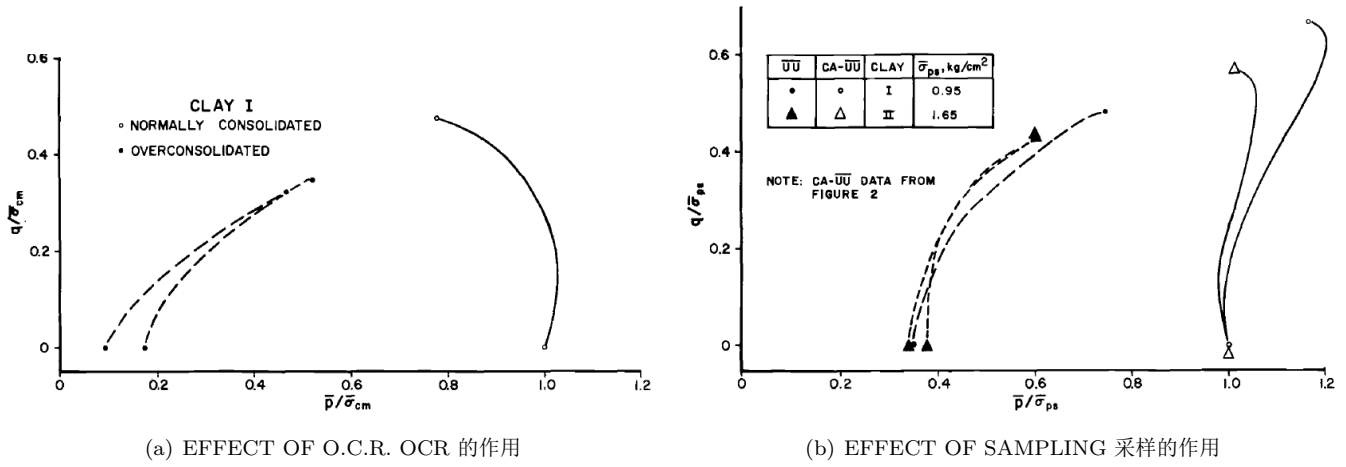 0.6
0.4
0.2
0
q/σ̅cm
CLAY I
○ NORMALLY CONSOLIDATED
● OVERCONSOLIDATED
0 0.2 0.4 0.6 0.8 1.0 1.2
p̅/σ̅cm
(a) EFFECT OF O.C.R. OCR 的作用
0.6
0.4
0.2
0
q/σ̅ps
U̅U̅ CA-U̅U̅ CLAY σ̅ps, kg/cm²
● ○ I 0.95
▲ △ II 1.65
NOTE: CA-U̅U̅ DATA FROM
FIGURE 2
0 0.2 0.4 0.6 0.8 1.0 1.2
p̅/σ̅ps
(b) EFFECT OF SAMPLING 采样的作用